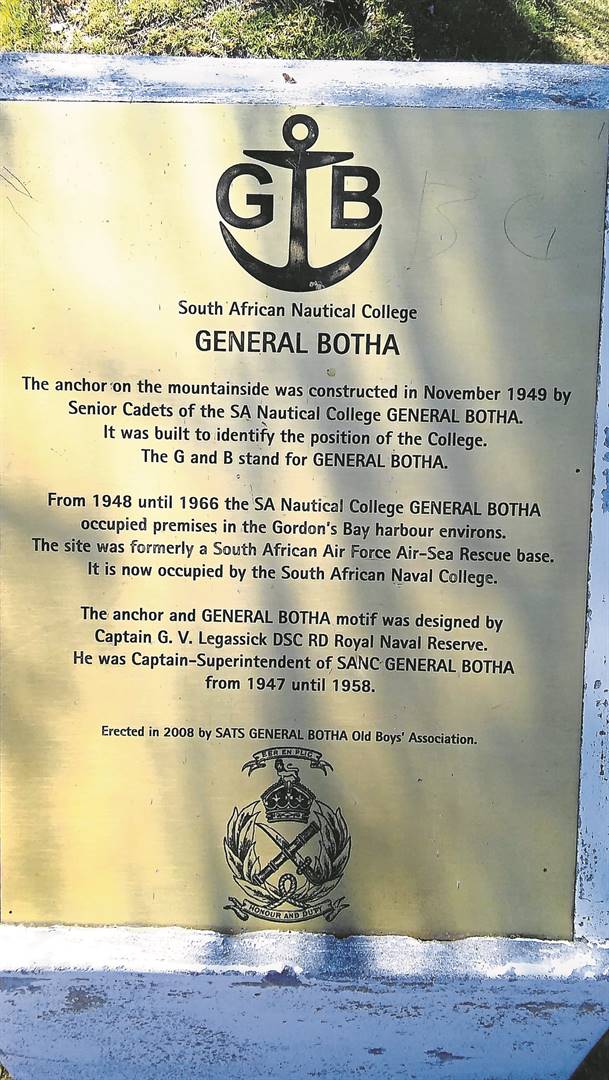 G B
B G
South African Nautical College
GENERAL BOTHA
The anchor on the mountainside was constructed in November 1949 by
Senior Cadets of the SA Nautical College GENERAL BOTHA.
It was built to identify the position of the College.
The G and B stand for GENERAL BOTHA.
From 1948 until 1966 the SA Nautical College GENERAL BOTHA
occupied premises in the Gordon's Bay harbour environs.
The site was formerly a South African Air Force Air-Sea Rescue base.
It is now occupied by the South African Naval College.
The anchor and GENERAL BOTHA motif was designed by
Captain G. V. Legassick DSC RD Royal Naval Reserve.
He was Captain-Superintendent of SANC GENERAL BOTHA
from 1947 until 1958.
Erected in 2008 by SATS GENERAL BOTHA Old Boys' Association.
EER EN PLIG
HONOUR AND DUTY